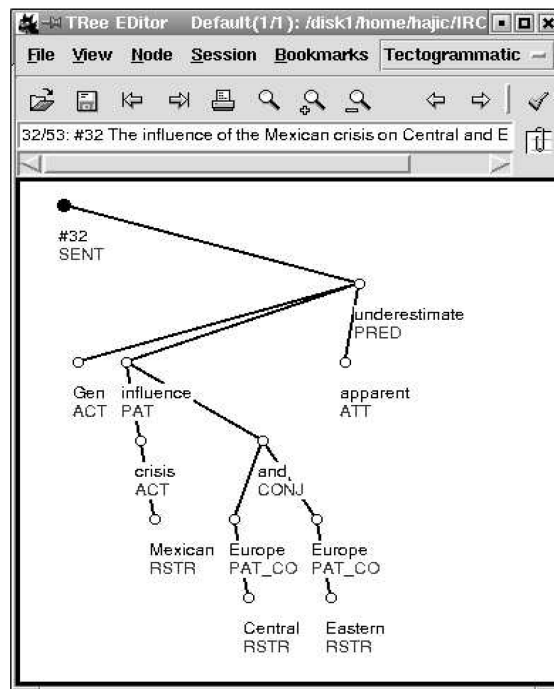 TRee EDitor Default(1/1): /disk1/home/hajic/IRC
File View Node Session Bookmarks Tectogrammatic
32/53: #32 The influence of the Mexican crisis on Central and E
#32
SENT
underestimate
PRED
Gen influence apparent
ACT PAT ATT
crisis and
ACT CONJ
Mexican Europe Europe
RSTR PAT_CO PAT_CO
Central Eastern
RSTR RSTR